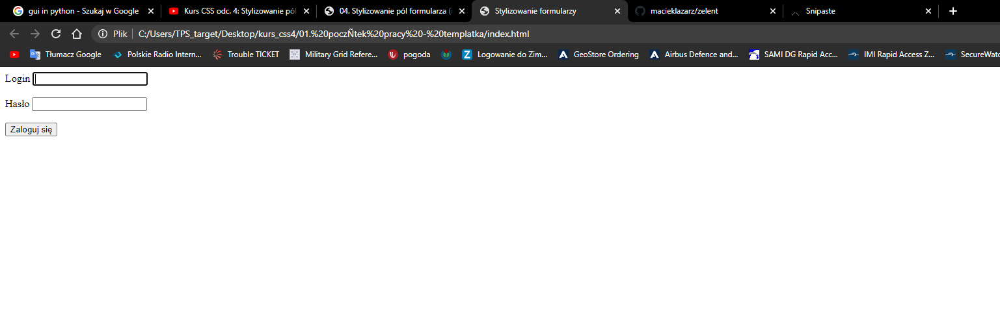 gui in python - Szukaj w Google
Kurs CSS odc. 4: Stylizowanie pól
04. Stylizowanie pól formularza (i
Stylizowanie formularzy
macieklazarz/zelent
Snipaste
Plik C:/Users/TPS_target/Desktop/kurs_css4/01.%20poczÑtek%20pracy%20-%20templatka/index.html
Tłumacz Google
Polskie Radio Intern...
Trouble TICKET
Military Grid Refere...
pogoda
Logowanie do Zim...
GeoStore Ordering
Airbus Defence and...
SAMI DG Rapid Acc...
IMI Rapid Access Z...
SecureWatc
Login
Hasło
Zaloguj się